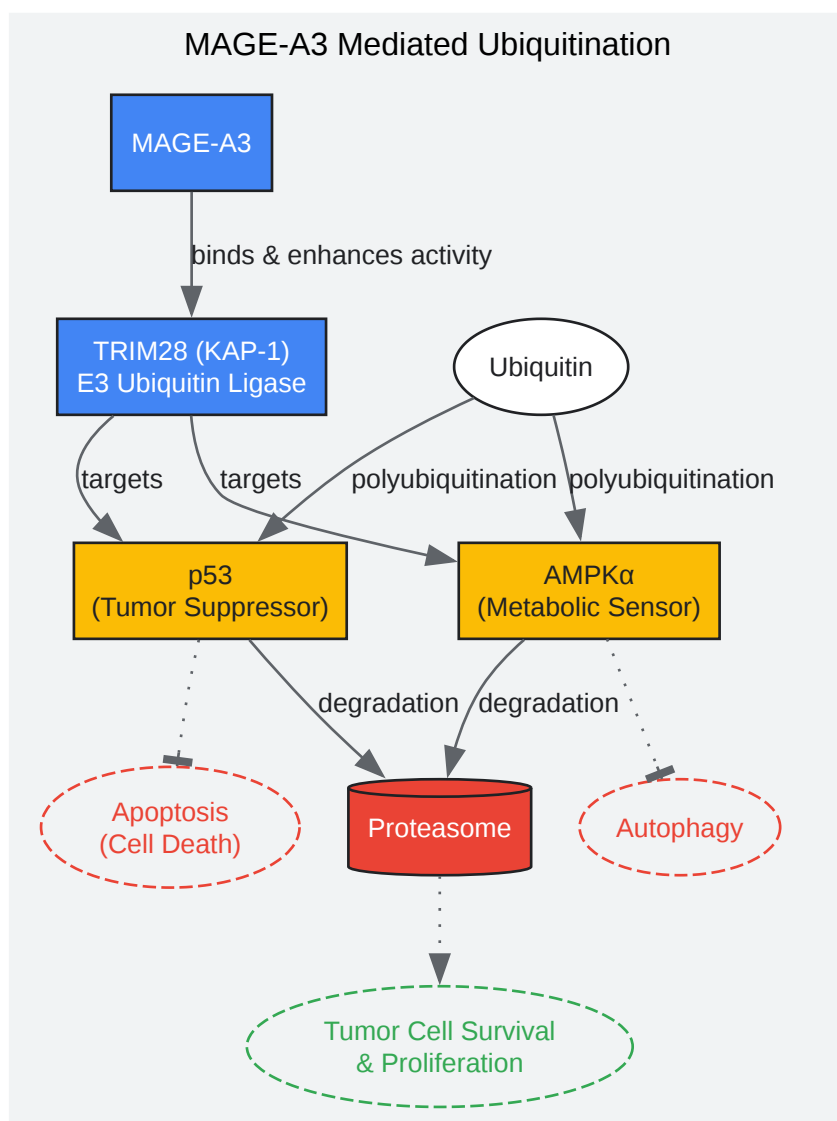 MAGE-A3 Mediated Ubiquitination
MAGE-A3
binds & enhances activity
TRIM28 (KAP-1)
E3 Ubiquitin Ligase
Ubiquitin
targets
targets
polyubiquitination
polyubiquitination
p53
(Tumor Suppressor)
AMPKα
(Metabolic Sensor)
degradation
degradation
Apoptosis
(Cell Death)
Proteasome
Autophagy
Tumor Cell Survival
& Proliferation